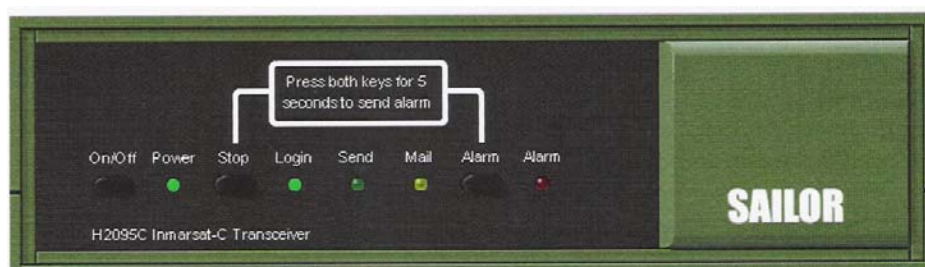 Press both keys for 5
seconds to send alarm
On/Off Power Stop Login Send Mail Alarm Alarm
SAILOR
H2095C Inmarsat-C Transceiver